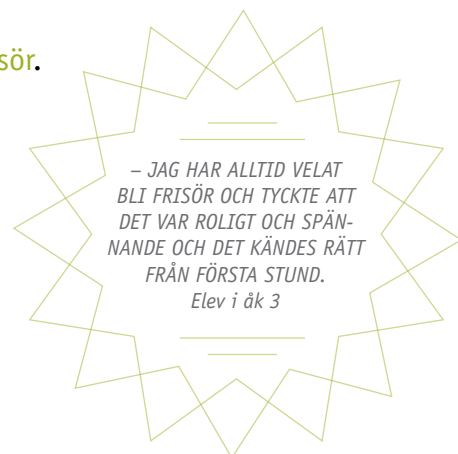 sör.
– JAG HAR ALLTID VELAT
BLI FRISÖR OCH TYCKTE ATT
DET VAR ROLIGT OCH SPÄN-
NANDE OCH DET KÄNDES RÄTT
FRÅN FÖRSTA STUND.
Elev i åk 3